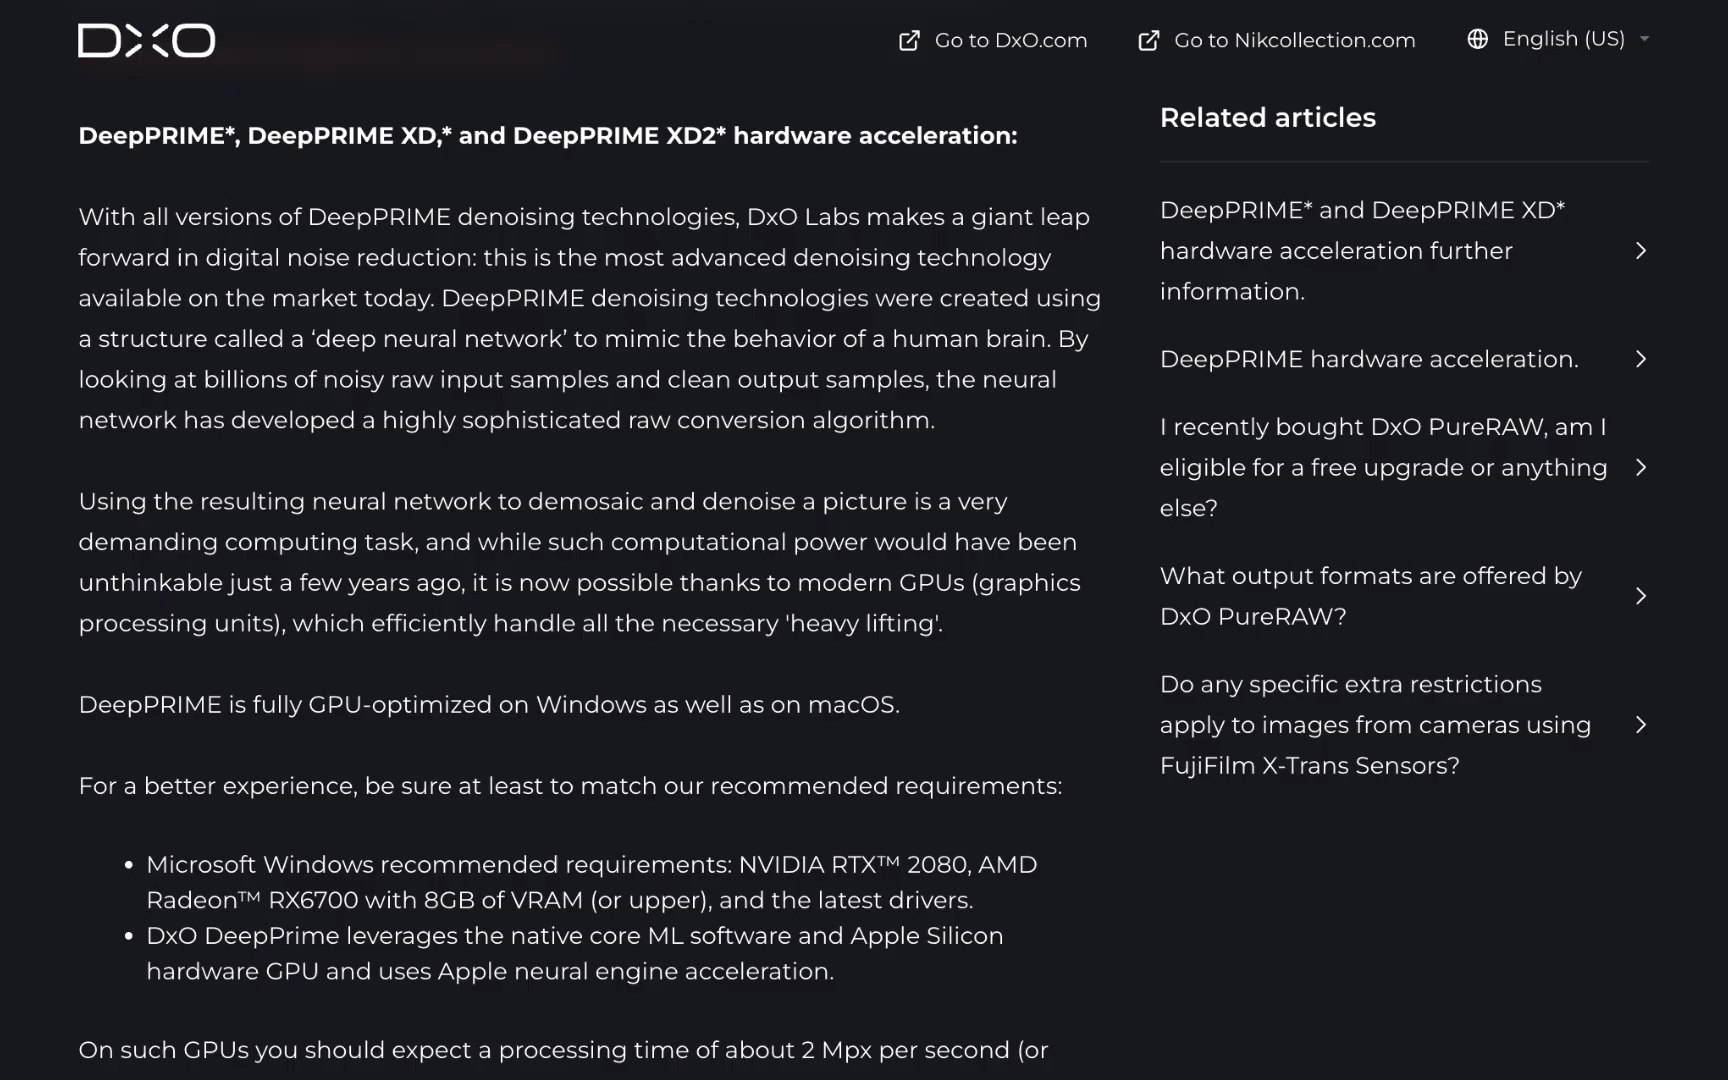 DXO
Go to DxO.com
Go to Nikcollection.com
English (US)
DeepPRIME*, DeepPRIME XD,* and DeepPRIME XD2* hardware acceleration:
With all versions of DeepPRIME denoising technologies, DxO Labs makes a giant leap
forward in digital noise reduction: this is the most advanced denoising technology
available on the market today. DeepPRIME denoising technologies were created using
a structure called a ‘deep neural network’ to mimic the behavior of a human brain. By
looking at billions of noisy raw input samples and clean output samples, the neural
network has developed a highly sophisticated raw conversion algorithm.
Using the resulting neural network to demosaic and denoise a picture is a very
demanding computing task, and while such computational power would have been
unthinkable just a few years ago, it is now possible thanks to modern GPUs (graphics
processing units), which efficiently handle all the necessary 'heavy lifting'.
DeepPRIME is fully GPU-optimized on Windows as well as on macOS.
For a better experience, be sure at least to match our recommended requirements:
• Microsoft Windows recommended requirements: NVIDIA RTX™ 2080, AMD
Radeon™ RX6700 with 8GB of VRAM (or upper), and the latest drivers.
• DxO DeepPrime leverages the native core ML software and Apple Silicon
hardware GPU and uses Apple neural engine acceleration.
On such GPUs you should expect a processing time of about 2 Mpx per second (or
Related articles
DeepPRIME* and DeepPRIME XD*
hardware acceleration further
information.
DeepPRIME hardware acceleration.
I recently bought DxO PureRAW, am I
eligible for a free upgrade or anything
else?
What output formats are offered by
DxO PureRAW?
Do any specific extra restrictions
apply to images from cameras using
FujiFilm X-Trans Sensors?